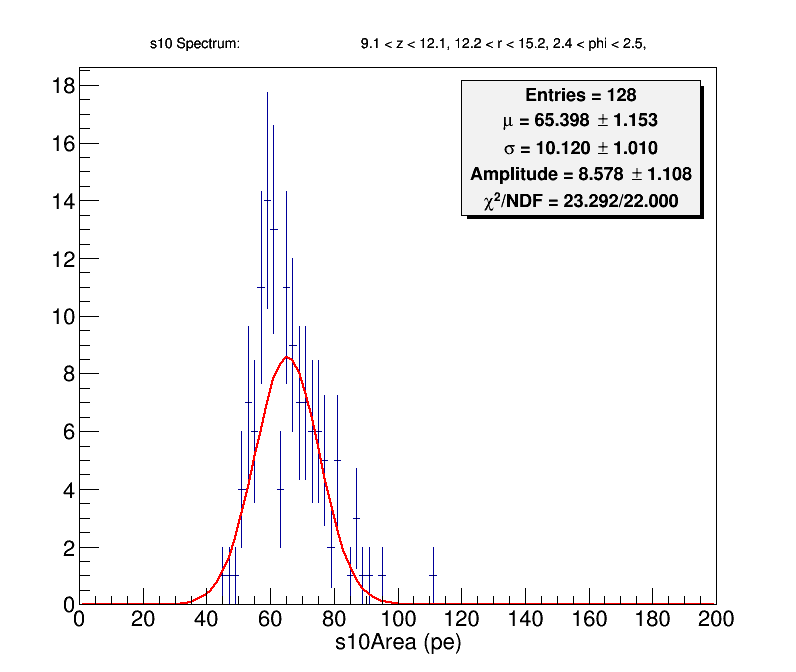 s10 Spectrum: 9.1 < z < 12.1, 12.2 < r < 15.2, 2.4 < phi < 2.5,
Entries = 128
μ = 65.398 ± 1.153
σ = 10.120 ± 1.010
Amplitude = 8.578 ± 1.108
χ²/NDF = 23.292/22.000
18
16
14
12
10
8
6
4
2
0
0 20 40 60 80 100 120 140 160 180 200
s10Area (pe)